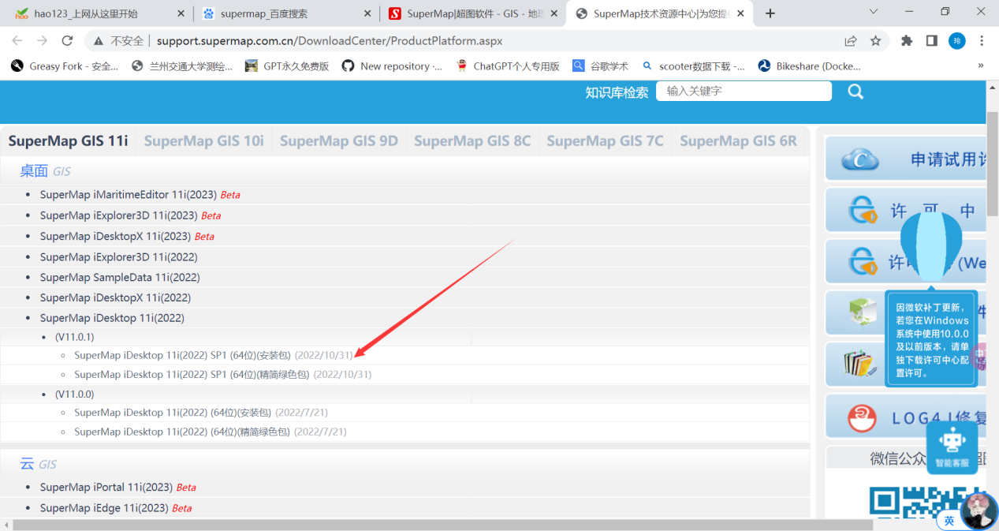 hao123_上网从这里开始
supermap_百度搜索
SuperMap|超图软件 - GIS - 地理
SuperMap技术资源中心|为您提供
不安全
support.supermap.com.cn/DownloadCenter/ProductPlatform.aspx
玲
Greasy Fork - 安全...
兰州交通大学测绘...
GPT永久免费版
New repository ·...
ChatGPT个人专用版
谷歌学术
scooter数据下载 -...
Bikeshare (Docke...
»
知识库检索
输入关键字
SuperMap GIS 11i
SuperMap GIS 10i
SuperMap GIS 9D
SuperMap GIS 8C
SuperMap GIS 7C
SuperMap GIS 6R
桌面 GIS
SuperMap iMaritimeEditor 11i(2023) Beta
SuperMap iExplorer3D 11i(2023) Beta
SuperMap iDesktopX 11i(2023) Beta
SuperMap iExplorer3D 11i(2022)
SuperMap SampleData 11i(2022)
SuperMap iDesktopX 11i(2022)
SuperMap iDesktop 11i(2022)
(V11.0.1)
SuperMap iDesktop 11i(2022) SP1 (64位)(安装包) (2022/10/31)
SuperMap iDesktop 11i(2022) SP1 (64位)(精简绿色包) (2022/10/31)
(V11.0.0)
SuperMap iDesktop 11i(2022) (64位)(安装包) (2022/7/21)
SuperMap iDesktop 11i(2022) (64位)(精简绿色包) (2022/7/21)
云 GIS
SuperMap iPortal 11i(2023) Beta
SuperMap iEdge 11i(2023) Beta
申请试用许
许 可 中
许可 (We
因微软补丁更新，
若您在Windows
系统中使用10.0.0
及以前版本，请单
独下载许可中心配
置许可。
LOG4J修复
智能客服
微信公众
英